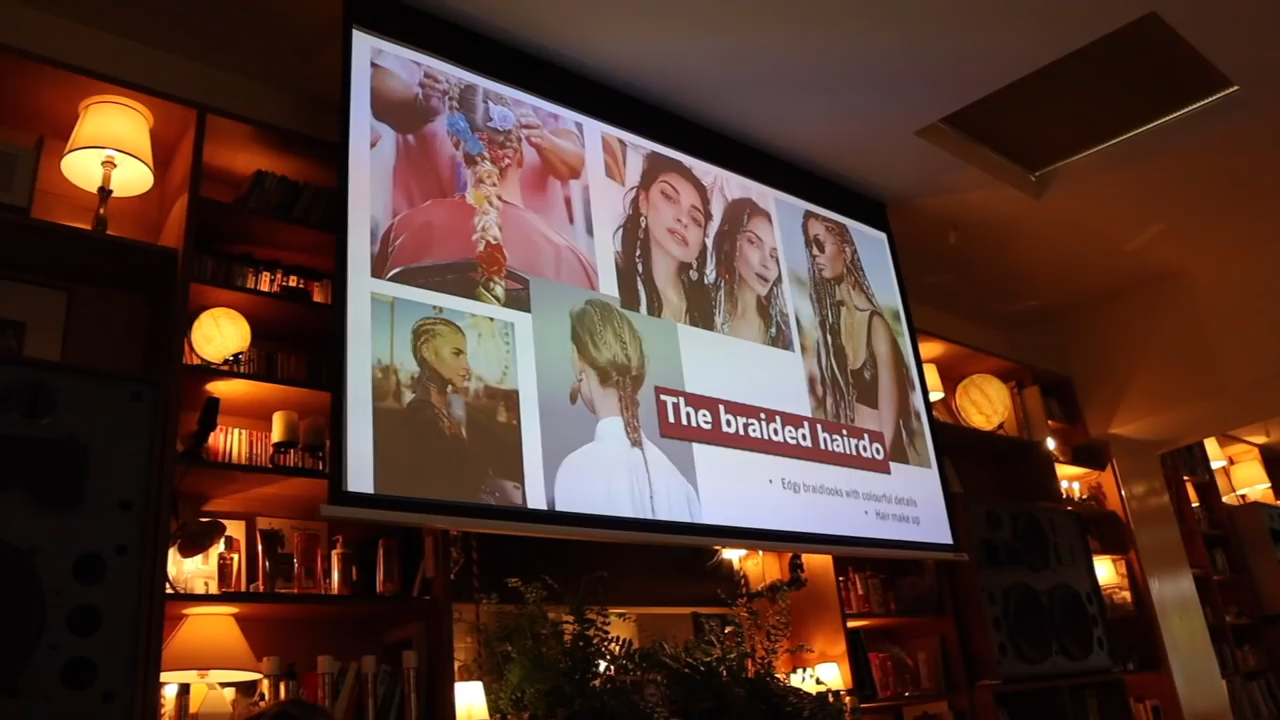 The braided hairdo
• Edgy braidlooks with colourful details
• Hair make up